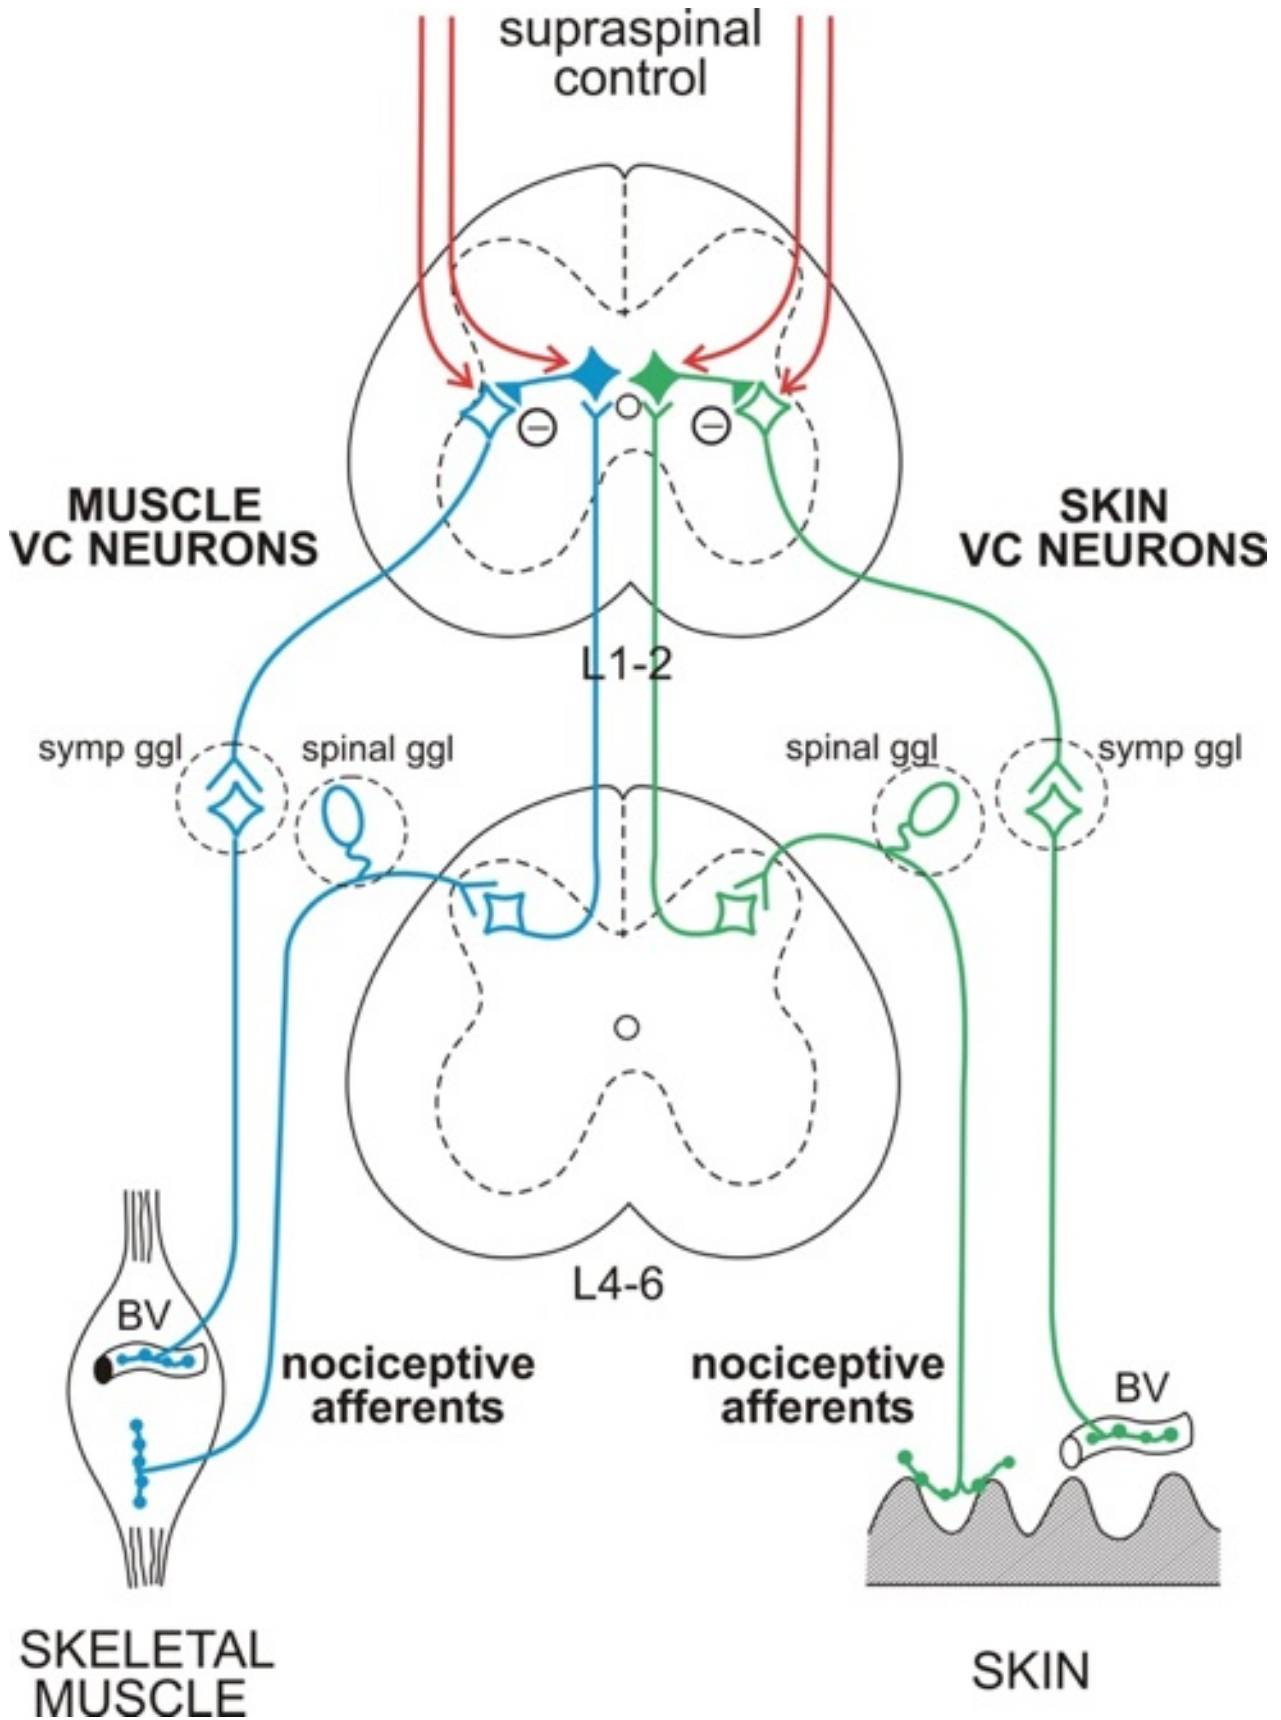 supraspinal
control
MUSCLE
VC NEURONS
SKIN
VC NEURONS
L1-2
symp ggl
spinal ggl
spinal ggl
symp ggl
L4-6
BV
nociceptive
afferents
nociceptive
afferents
BV
SKELETAL
MUSCLE
SKIN